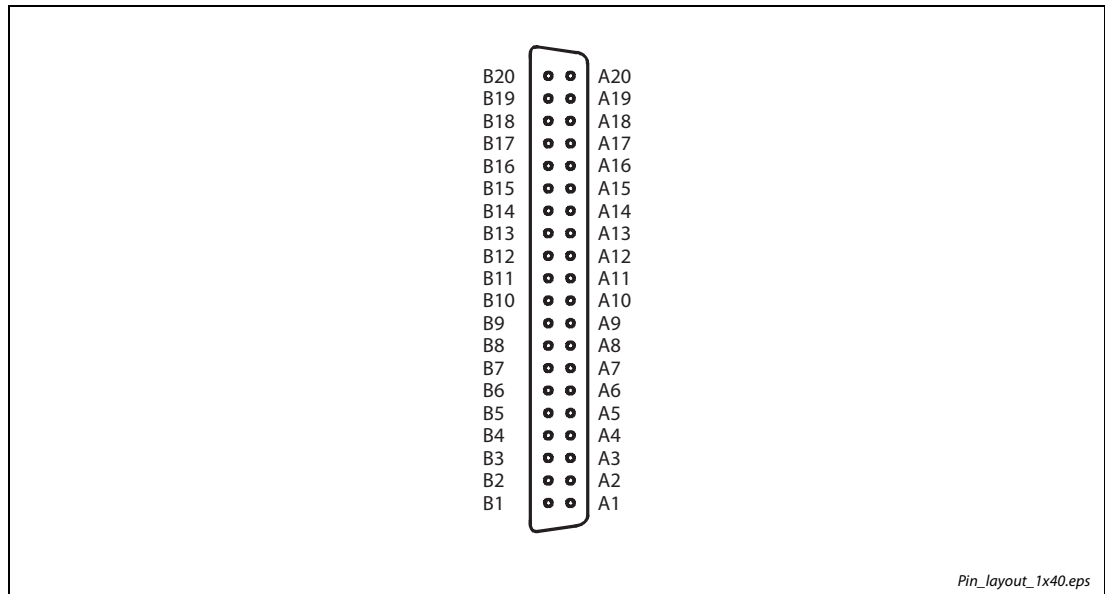 B20 A20
B19 A19
B18 A18
B17 A17
B16 A16
B15 A15
B14 A14
B13 A13
B12 A12
B11 A11
B10 A10
B9 A9
B8 A8
B7 A7
B6 A6
B5 A5
B4 A4
B3 A3
B2 A2
B1 A1
Pin_layout_1x40.eps